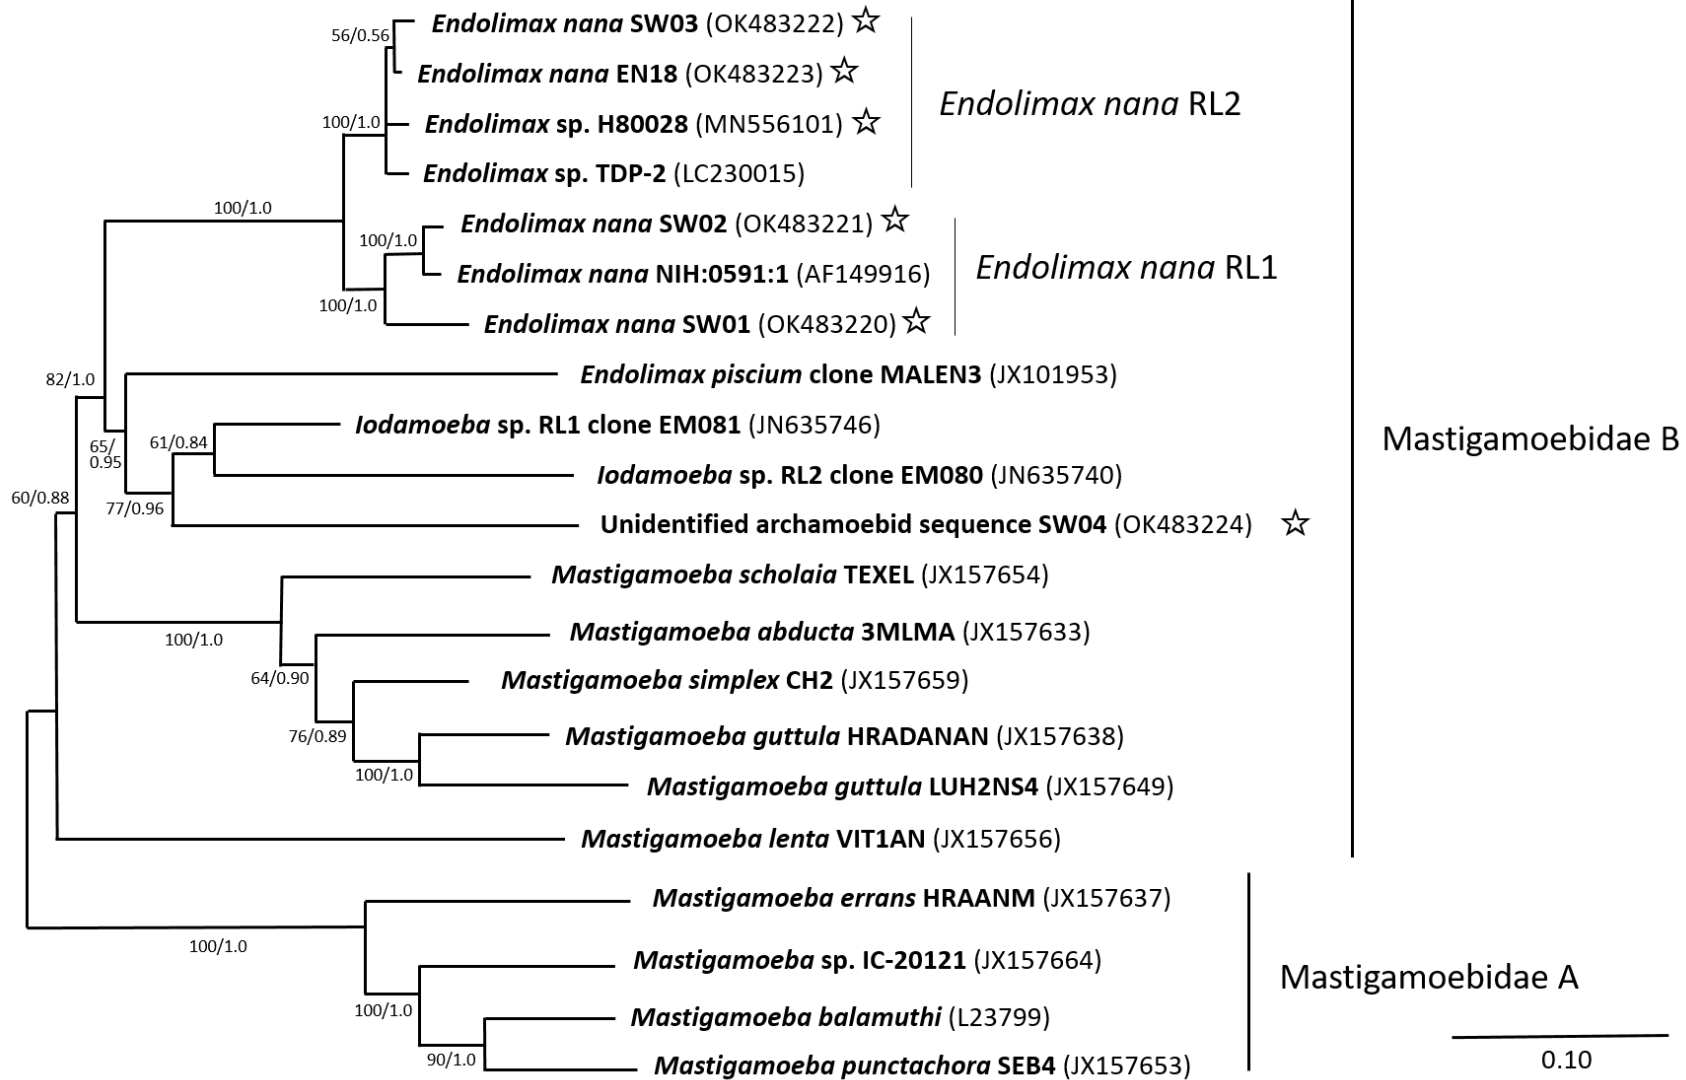 56/0.56
Endolimax nana SW03 (OK483222) ☆
Endolimax nana EN18 (OK483223) ☆
Endolimax nana RL2
100/1.0
Endolimax sp. H80028 (MN556101) ☆
Endolimax sp. TDP-2 (LC230015)
100/1.0
Endolimax nana SW02 (OK483221) ☆
100/1.0
Endolimax nana NIH:0591:1 (AF149916)
Endolimax nana RL1
100/1.0
Endolimax nana SW01 (OK483220) ☆
82/1.0
Endolimax piscium clone MALEN3 (JX101953)
Iodamoeba sp. RL1 clone EM081 (JN635746)
Mastigamoebidae B
65/
0.95
61/0.84
Iodamoeba sp. RL2 clone EM080 (JN635740)
60/0.88
77/0.96
Unidentified archamoebid sequence SW04 (OK483224) ☆
Mastigamoeba scholaia TEXEL (JX157654)
100/1.0
Mastigamoeba abducta 3MLMA (JX157633)
64/0.90
Mastigamoeba simplex CH2 (JX157659)
76/0.89
Mastigamoeba guttula HRADANAN (JX157638)
100/1.0
Mastigamoeba guttula LUH2NS4 (JX157649)
Mastigamoeba lenta VIT1AN (JX157656)
Mastigamoeba errans HRAANM (JX157637)
100/1.0
Mastigamoeba sp. IC-20121 (JX157664)
Mastigamoebidae A
100/1.0
Mastigamoeba balamuthi (L23799)
90/1.0
Mastigamoeba punctachora SEB4 (JX157653)
0.10